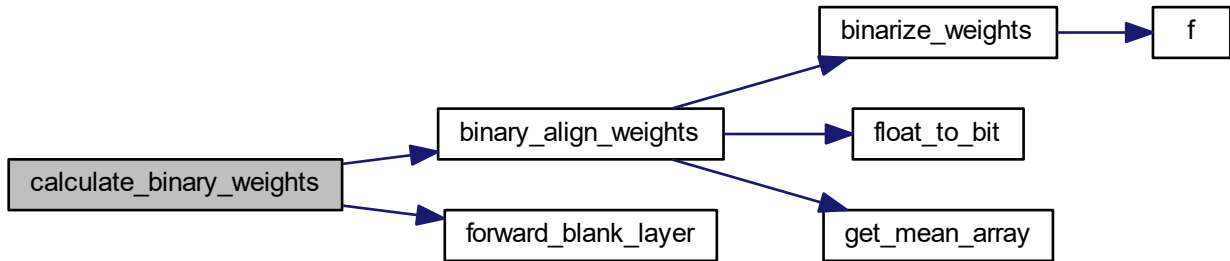 binarize_weights
f
binary_align_weights
float_to_bit
calculate_binary_weights
forward_blank_layer
get_mean_array